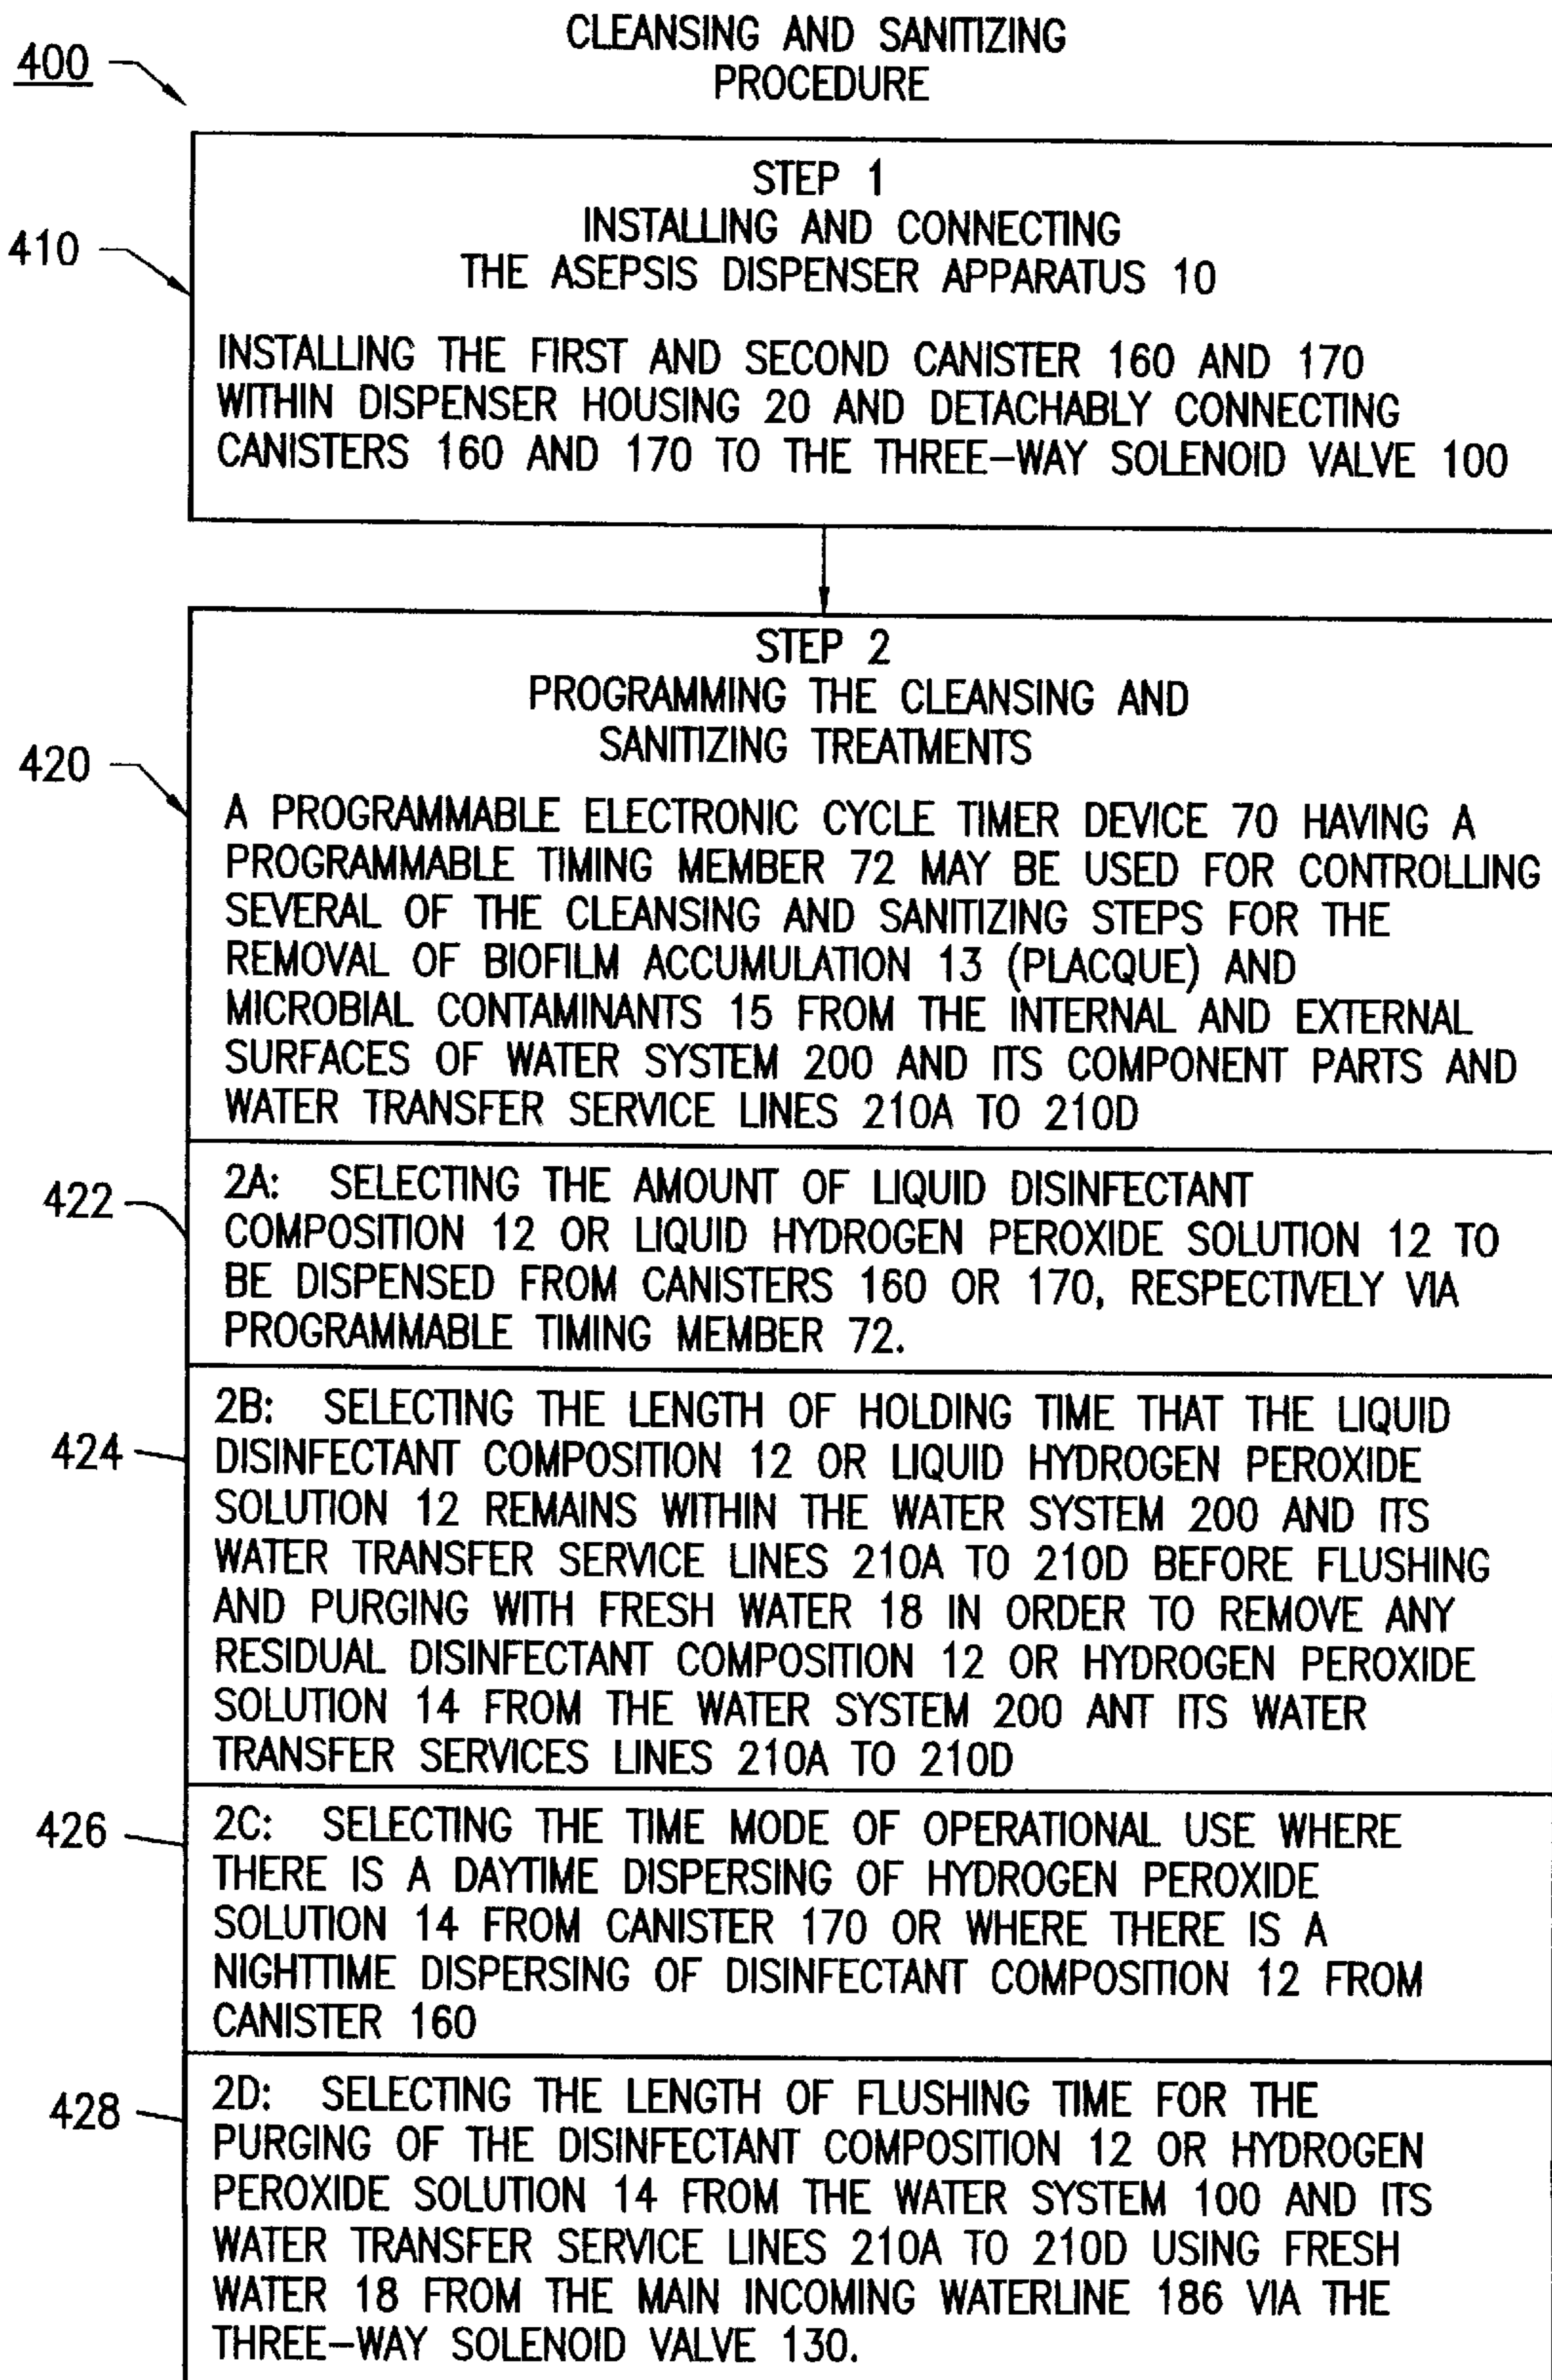 CLEANSING AND SANITIZING
PROCEDURE
400
STEP 1
INSTALLING AND CONNECTING
THE ASEPSIS DISPENSER APPARATUS 10
410
INSTALLING THE FIRST AND SECOND CANISTER 160 AND 170
WITHIN DISPENSER HOUSING 20 AND DETACHABLY CONNECTING
CANISTERS 160 AND 170 TO THE THREE-WAY SOLENOID VALVE 100
STEP 2
PROGRAMMING THE CLEANSING AND
SANITIZING TREATMENTS
420
A PROGRAMMABLE ELECTRONIC CYCLE TIMER DEVICE 70 HAVING A
PROGRAMMABLE TIMING MEMBER 72 MAY BE USED FOR CONTROLLING
SEVERAL OF THE CLEANSING AND SANITIZING STEPS FOR THE
REMOVAL OF BIOFILM ACCUMULATION 13 (PLACQUE) AND
MICROBIAL CONTAMINANTS 15 FROM THE INTERNAL AND EXTERNAL
SURFACES OF WATER SYSTEM 200 AND ITS COMPONENT PARTS AND
WATER TRANSFER SERVICE LINES 210A TO 210D
422
2A: SELECTING THE AMOUNT OF LIQUID DISINFECTANT
COMPOSITION 12 OR LIQUID HYDROGEN PEROXIDE SOLUTION 12 TO
BE DISPENSED FROM CANISTERS 160 OR 170, RESPECTIVELY VIA
PROGRAMMABLE TIMING MEMBER 72.
424
2B: SELECTING THE LENGTH OF HOLDING TIME THAT THE LIQUID
DISINFECTANT COMPOSITION 12 OR LIQUID HYDROGEN PEROXIDE
SOLUTION 12 REMAINS WITHIN THE WATER SYSTEM 200 AND ITS
WATER TRANSFER SERVICE LINES 210A TO 210D BEFORE FLUSHING
AND PURGING WITH FRESH WATER 18 IN ORDER TO REMOVE ANY
RESIDUAL DISINFECTANT COMPOSITION 12 OR HYDROGEN PEROXIDE
SOLUTION 14 FROM THE WATER SYSTEM 200 ANT ITS WATER
TRANSFER SERVICES LINES 210A TO 210D
426
2C: SELECTING THE TIME MODE OF OPERATIONAL USE WHERE
THERE IS A DAYTIME DISPERSING OF HYDROGEN PEROXIDE
SOLUTION 14 FROM CANISTER 170 OR WHERE THERE IS A
NIGHTTIME DISPERSING OF DISINFECTANT COMPOSITION 12 FROM
CANISTER 160
428
2D: SELECTING THE LENGTH OF FLUSHING TIME FOR THE
PURGING OF THE DISINFECTANT COMPOSITION 12 OR HYDROGEN
PEROXIDE SOLUTION 14 FROM THE WATER SYSTEM 100 AND ITS
WATER TRANSFER SERVICE LINES 210A TO 210D USING FRESH
WATER 18 FROM THE MAIN INCOMING WATERLINE 186 VIA THE
THREE-WAY SOLENOID VALVE 130.